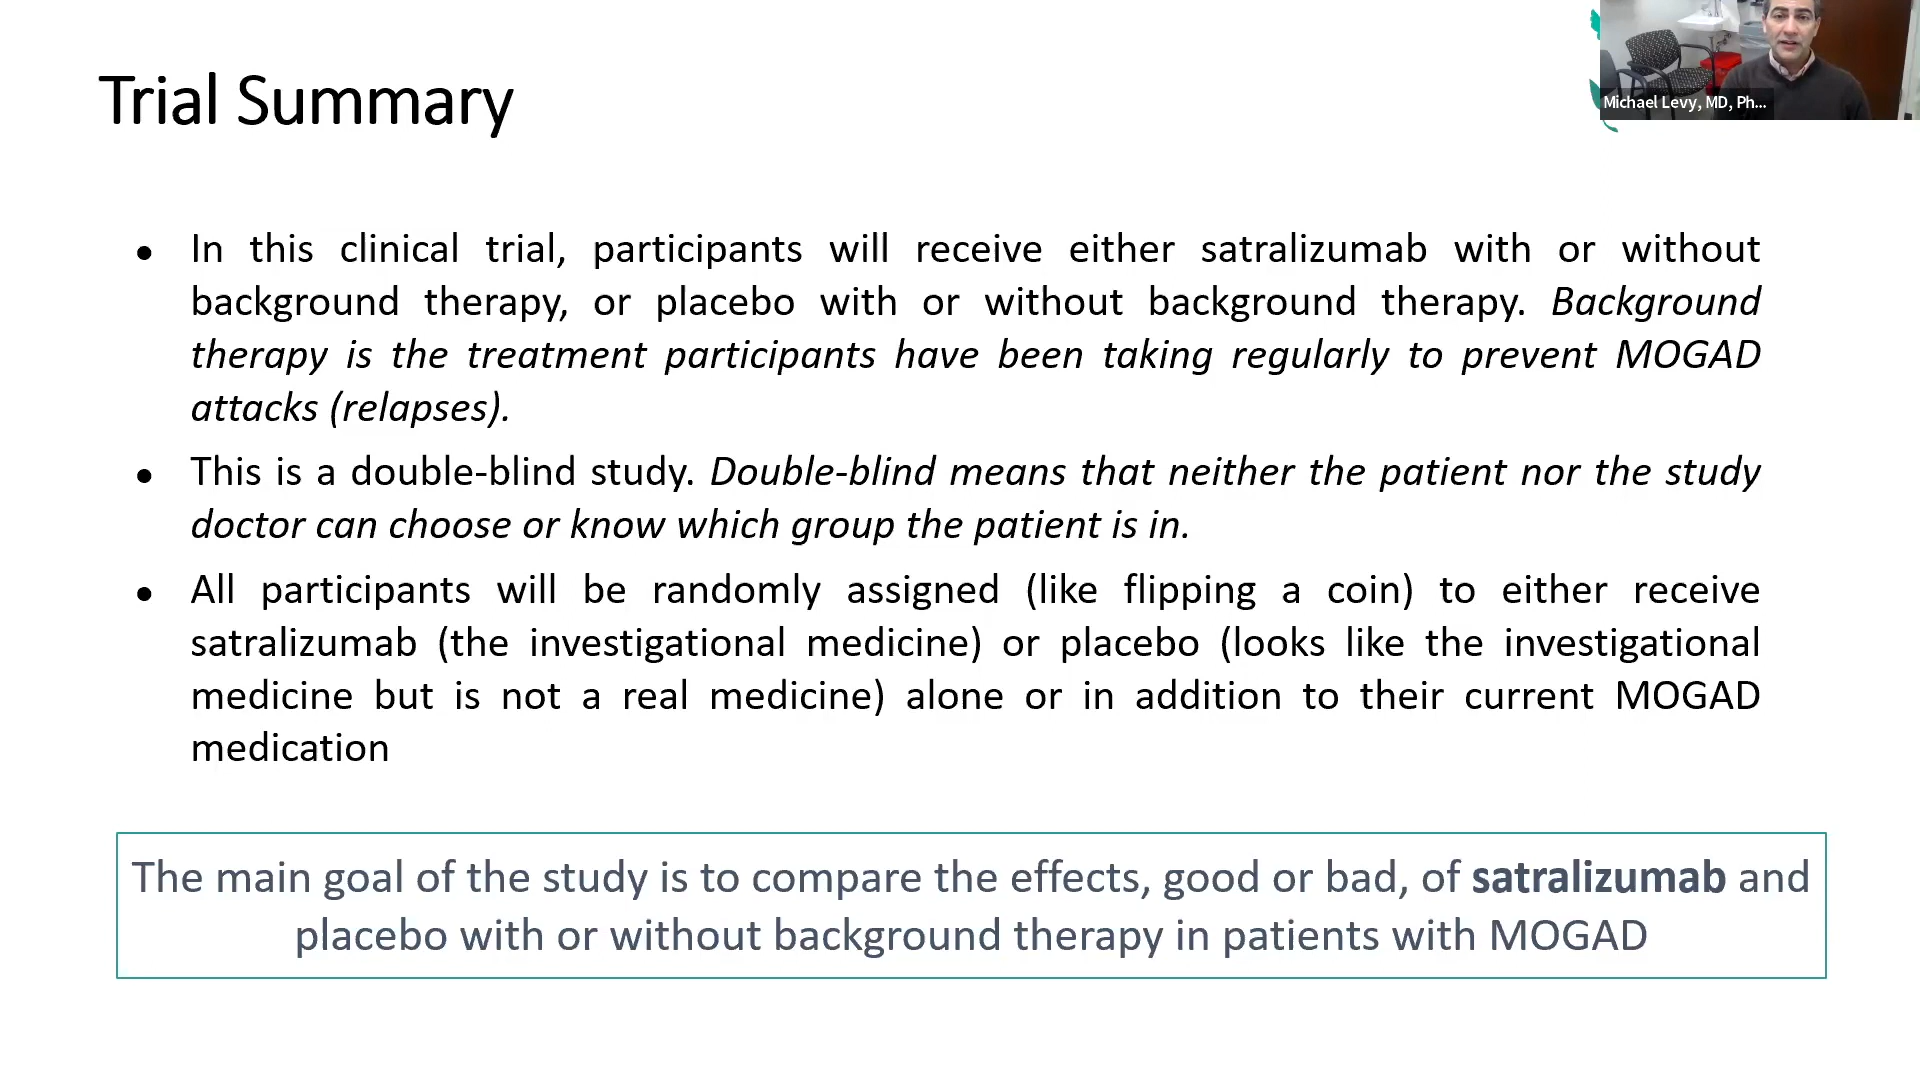 Trial Summary
Michael Levy, MD, Ph...
● In this clinical trial, participants will receive either satralizumab with or without
background therapy, or placebo with or without background therapy. Background
therapy is the treatment participants have been taking regularly to prevent MOGAD
attacks (relapses).
● This is a double-blind study. Double-blind means that neither the patient nor the study
doctor can choose or know which group the patient is in.
● All participants will be randomly assigned (like flipping a coin) to either receive
satralizumab (the investigational medicine) or placebo (looks like the investigational
medicine but is not a real medicine) alone or in addition to their current MOGAD
medication
The main goal of the study is to compare the effects, good or bad, of satralizumab and
placebo with or without background therapy in patients with MOGAD